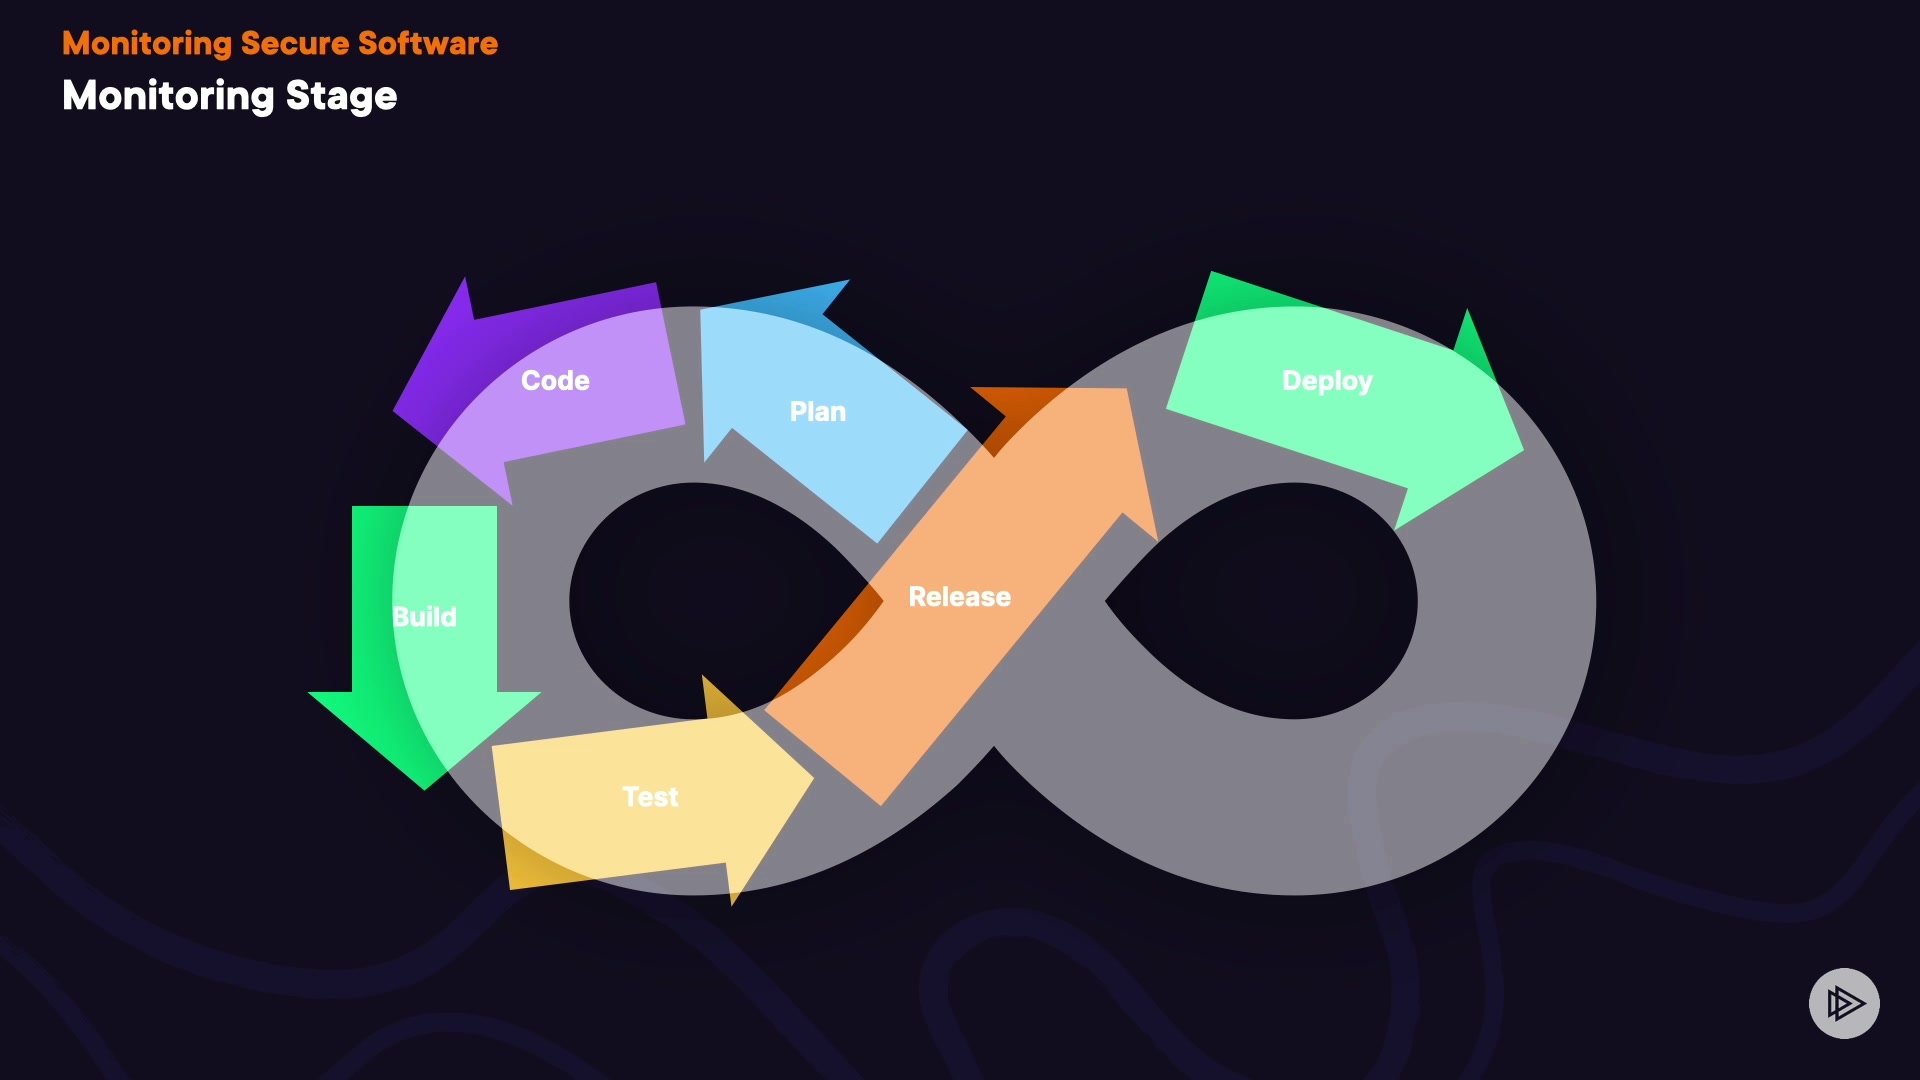 Monitoring Secure Software
Monitoring Stage
Code
Plan
Deploy
Build
Release
Test